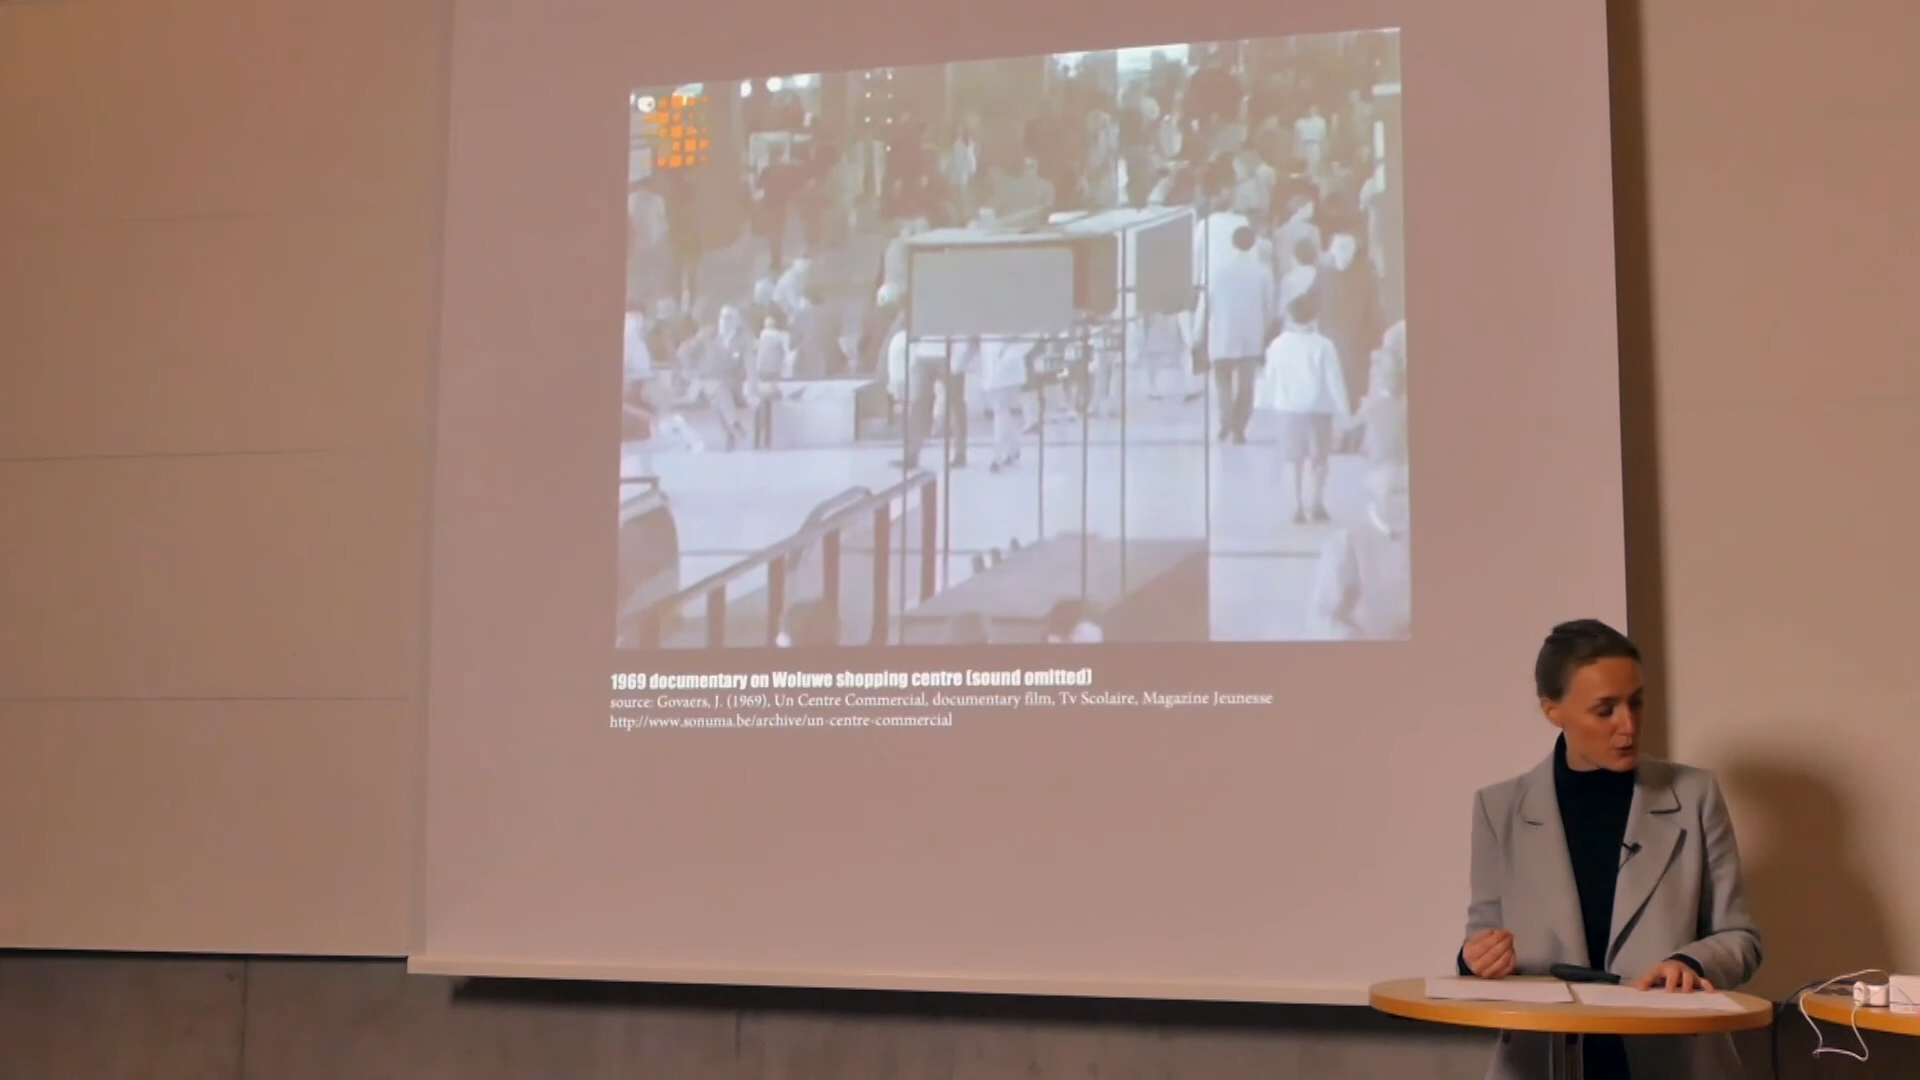 1969 documentary on Woluwe shopping centre (sound omitted)
source: Govaers, J. (1969), Un Centre Commercial, documentary film, Tv Scolaire, Magazine Jeunesse
http://www.sonuma.be/archive/un-centre-commercial